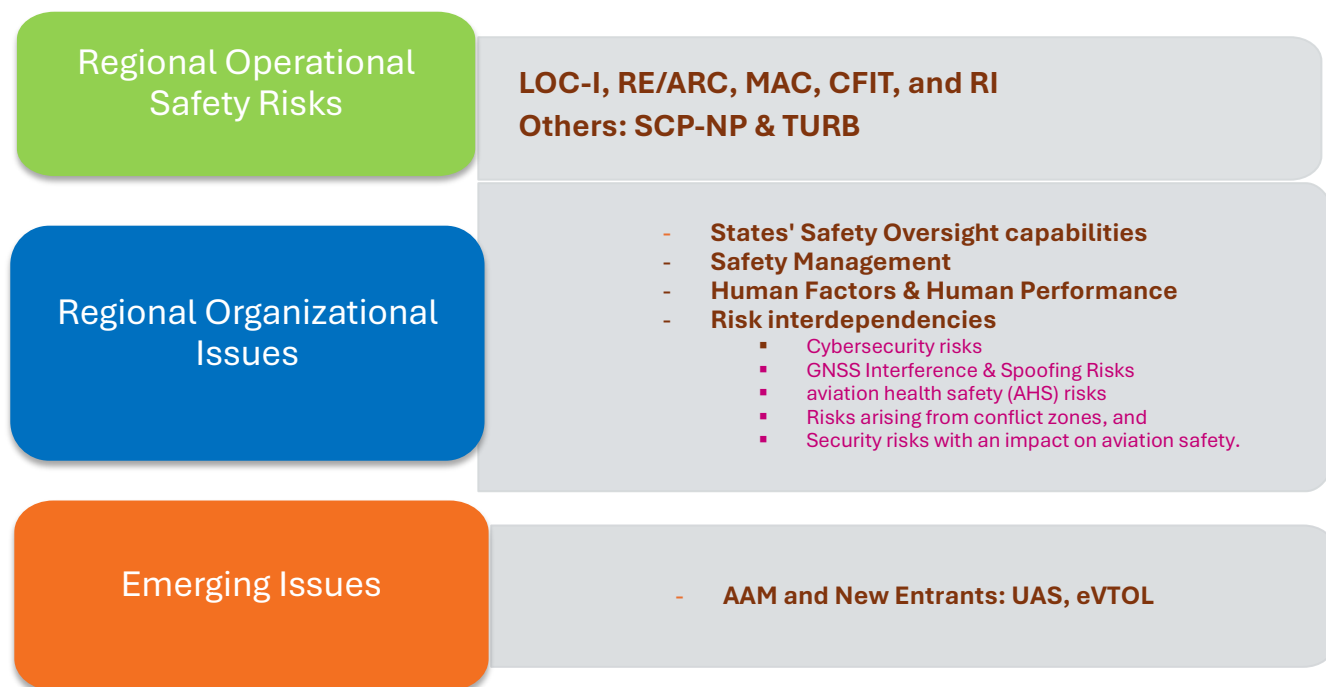 Regional Operational
Safety Risks
LOC-I, RE/ARC, MAC, CFIT, and RI
Others: SCP-NP & TURB
Regional Organizational
Issues
- States' Safety Oversight capabilities
- Safety Management
- Human Factors & Human Performance
- Risk interdependencies
▪ Cybersecurity risks
▪ GNSS Interference & Spoofing Risks
▪ aviation health safety (AHS) risks
▪ Risks arising from conflict zones, and
▪ Security risks with an impact on aviation safety.
Emerging Issues
- AAM and New Entrants: UAS, eVTOL